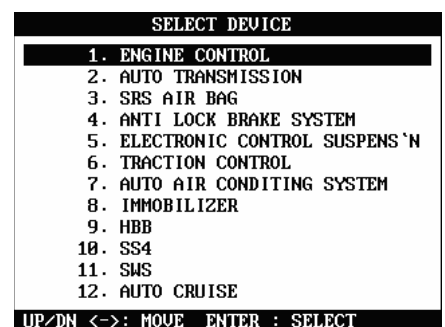 SELECT DEVICE
1. ENGINE CONTROL
2. AUTO TRANSMISSION
3. SRS AIR BAG
4. ANTI LOCK BRAKE SYSTEM
5. ELECTRONIC CONTROL SUSPENS`N
6. TRACTION CONTROL
7. AUTO AIR CONDITING SYSTEM
8. IMMOBILIZER
9. HBB
10. SS4
11. SWS
12. AUTO CRUISE
UP/DN <->: MOVE ENTER : SELECT